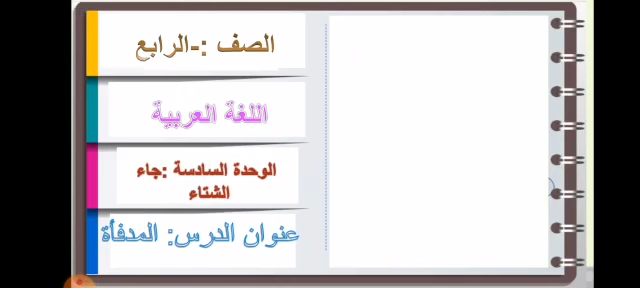 الصف :-الرابع
اللغة العربية
الوحدة السادسة :جاء
الشتاء
عنوان الدرس: المدفأة